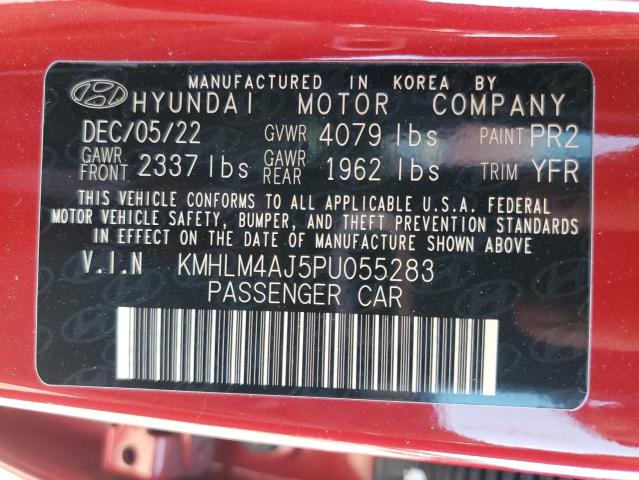 MANUFACTURED IN KOREA BY
HYUNDAI MOTOR COMPANY
DEC/05/22 GVWR 4079 lbs PAINT PR2
GAWR FRONT 2337 lbs GAWR REAR 1962 lbs TRIM YFR
THIS VEHICLE CONFORMS TO ALL APPLICABLE U.S.A. FEDERAL
MOTOR VEHICLE SAFETY, BUMPER, AND THEFT PREVENTION STANDARDS
IN EFFECT ON THE DATE OF MANUFACTURE SHOWN ABOVE
V.I.N KMHLM4AJ5PU055283
PASSENGER CAR